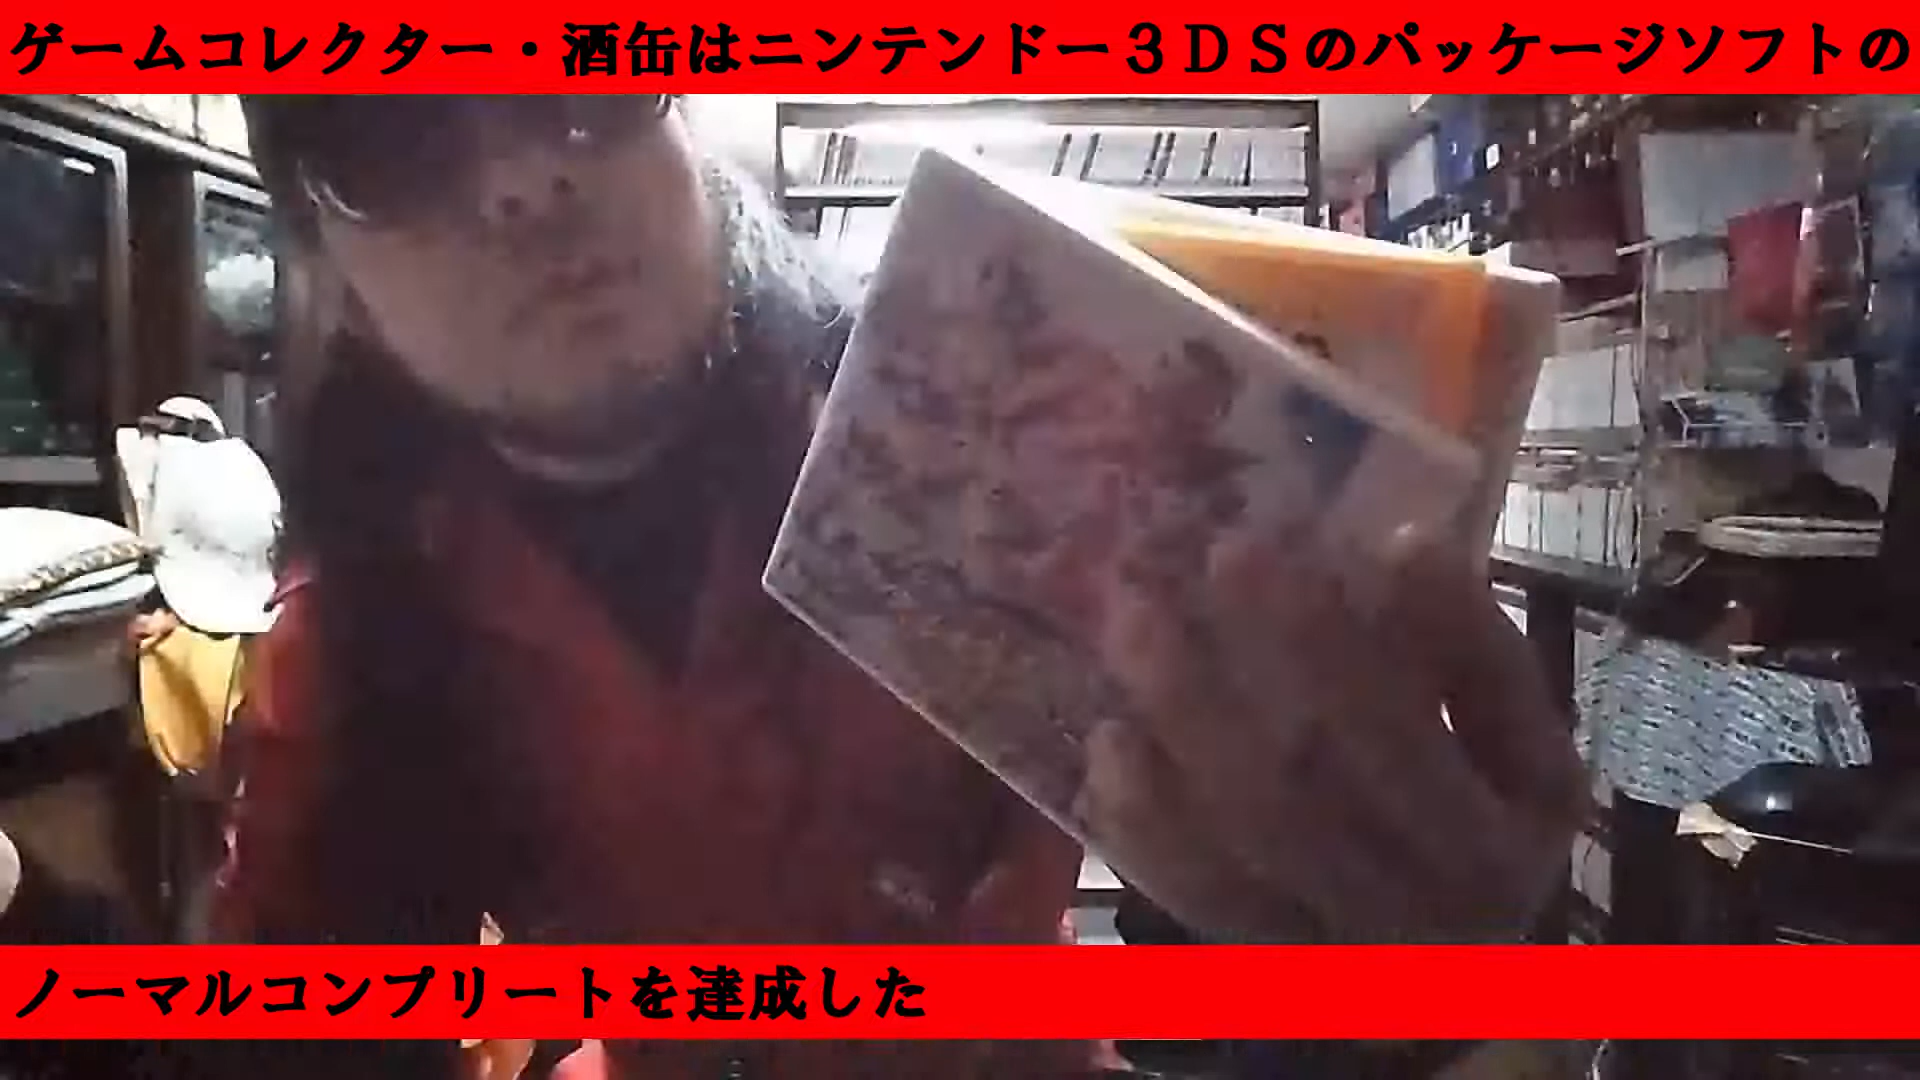 ゲームコレクター・酒缶はニンテンドー３ＤＳのパッケージソフトの
ノーマルコンプリートを達成した